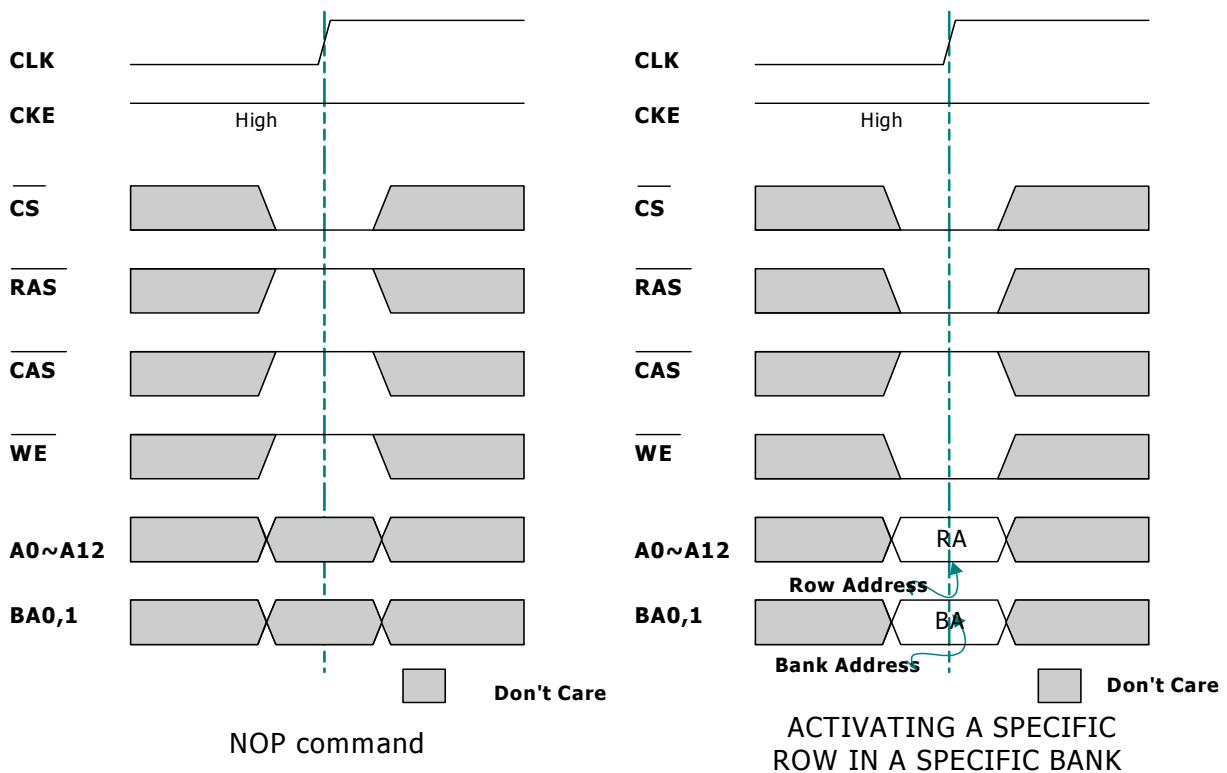 CLK
CKE
High
CS
RAS
CAS
WE
A0~A12
BA0,1
Don't Care
NOP command
CLK
CKE
High
CS
RAS
CAS
WE
A0~A12
RA
Row Address
BA0,1
BA
Bank Address
Don't Care
ACTIVATING A SPECIFIC
ROW IN A SPECIFIC BANK